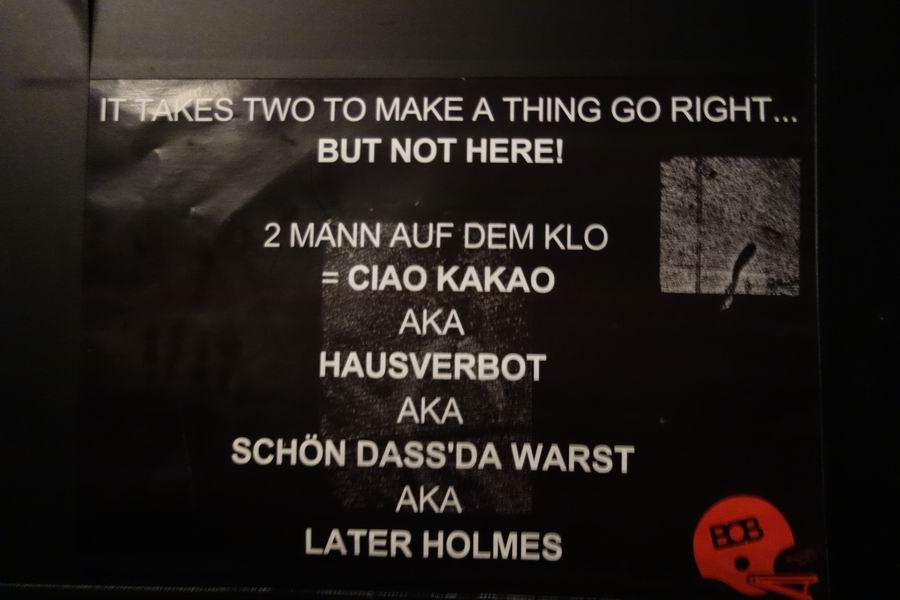 IT TAKES TWO TO MAKE A THING GO RIGHT...
BUT NOT HERE!
2 MANN AUF DEM KLO
= CIAO KAKAO
AKA
HAUSVERBOT
AKA
SCHÖN DASS'DA WARST
AKA
LATER HOLMES
BOB